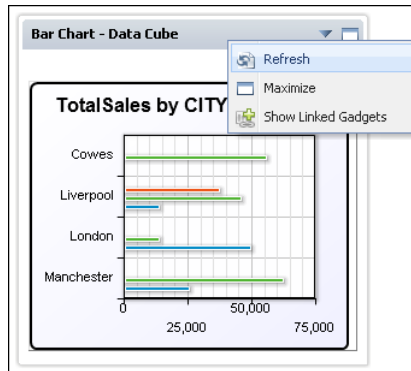 Bar Chart - Data Cube
Refresh
Maximize
Show Linked Gadgets
TotalSales by CITY
Cowes
Liverpool
London
Manchester
0
50,000
25,000
75,000